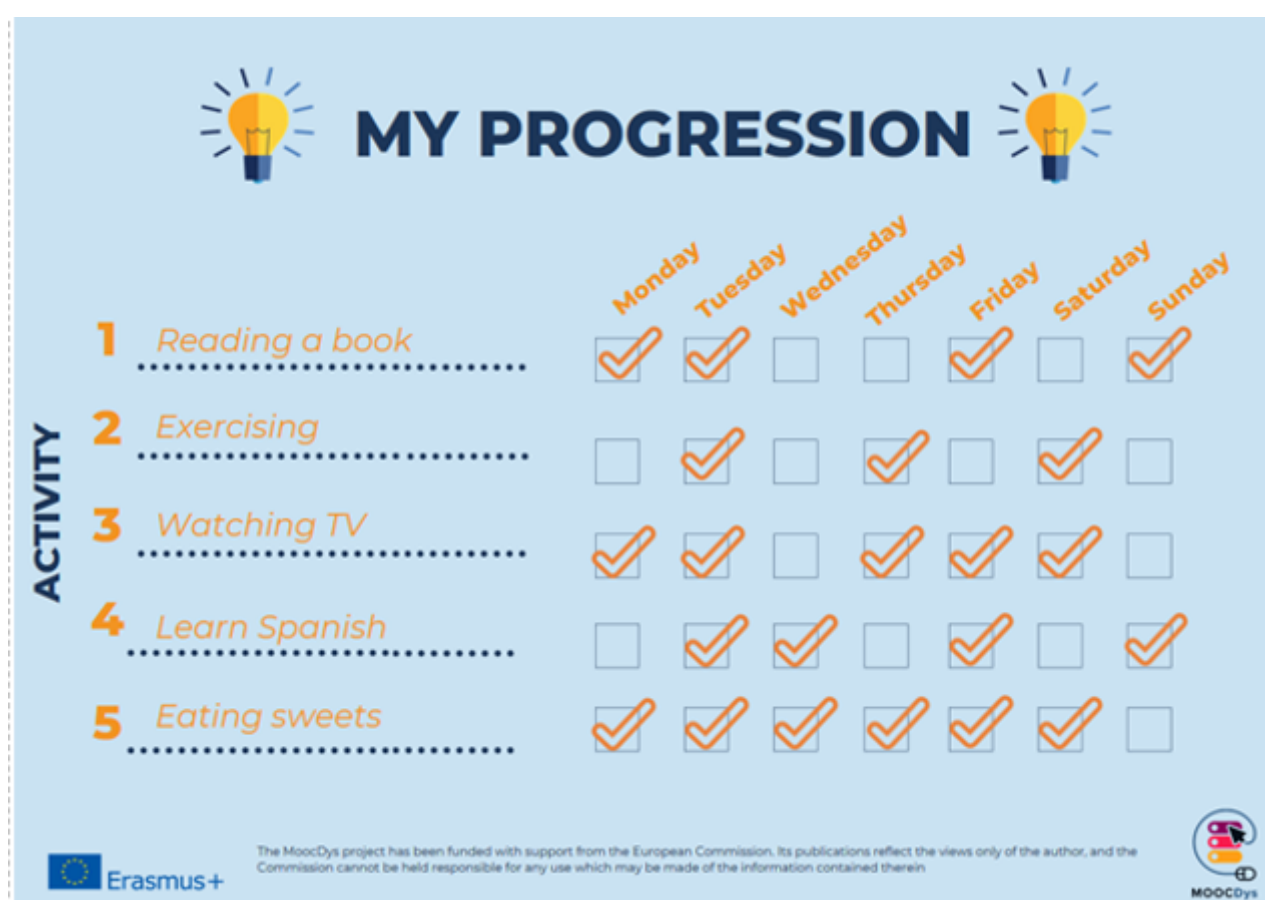 MY PROGRESSION
Monday Tuesday Wednesday Thursday Friday Saturday Sunday
ACTIVITY
1 Reading a book
2 Exercising
3 Watching TV
4 Learn Spanish
5 Eating sweets
The MoocDys project has been funded with support from the European Commission. Its publications reflect the views only of the author, and the
Commission cannot be held responsible for any use which may be made of the information contained therein
Erasmus+
MOOCDys